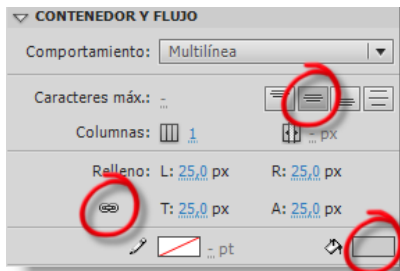 CONTENEDOR Y FLUJO
Comportamiento: Multilínea
Caracteres máx.: -
Columnas: 1 - px
Relleno: L: 25,0 px R: 25,0 px
T: 25,0 px A: 25,0 px
- pt